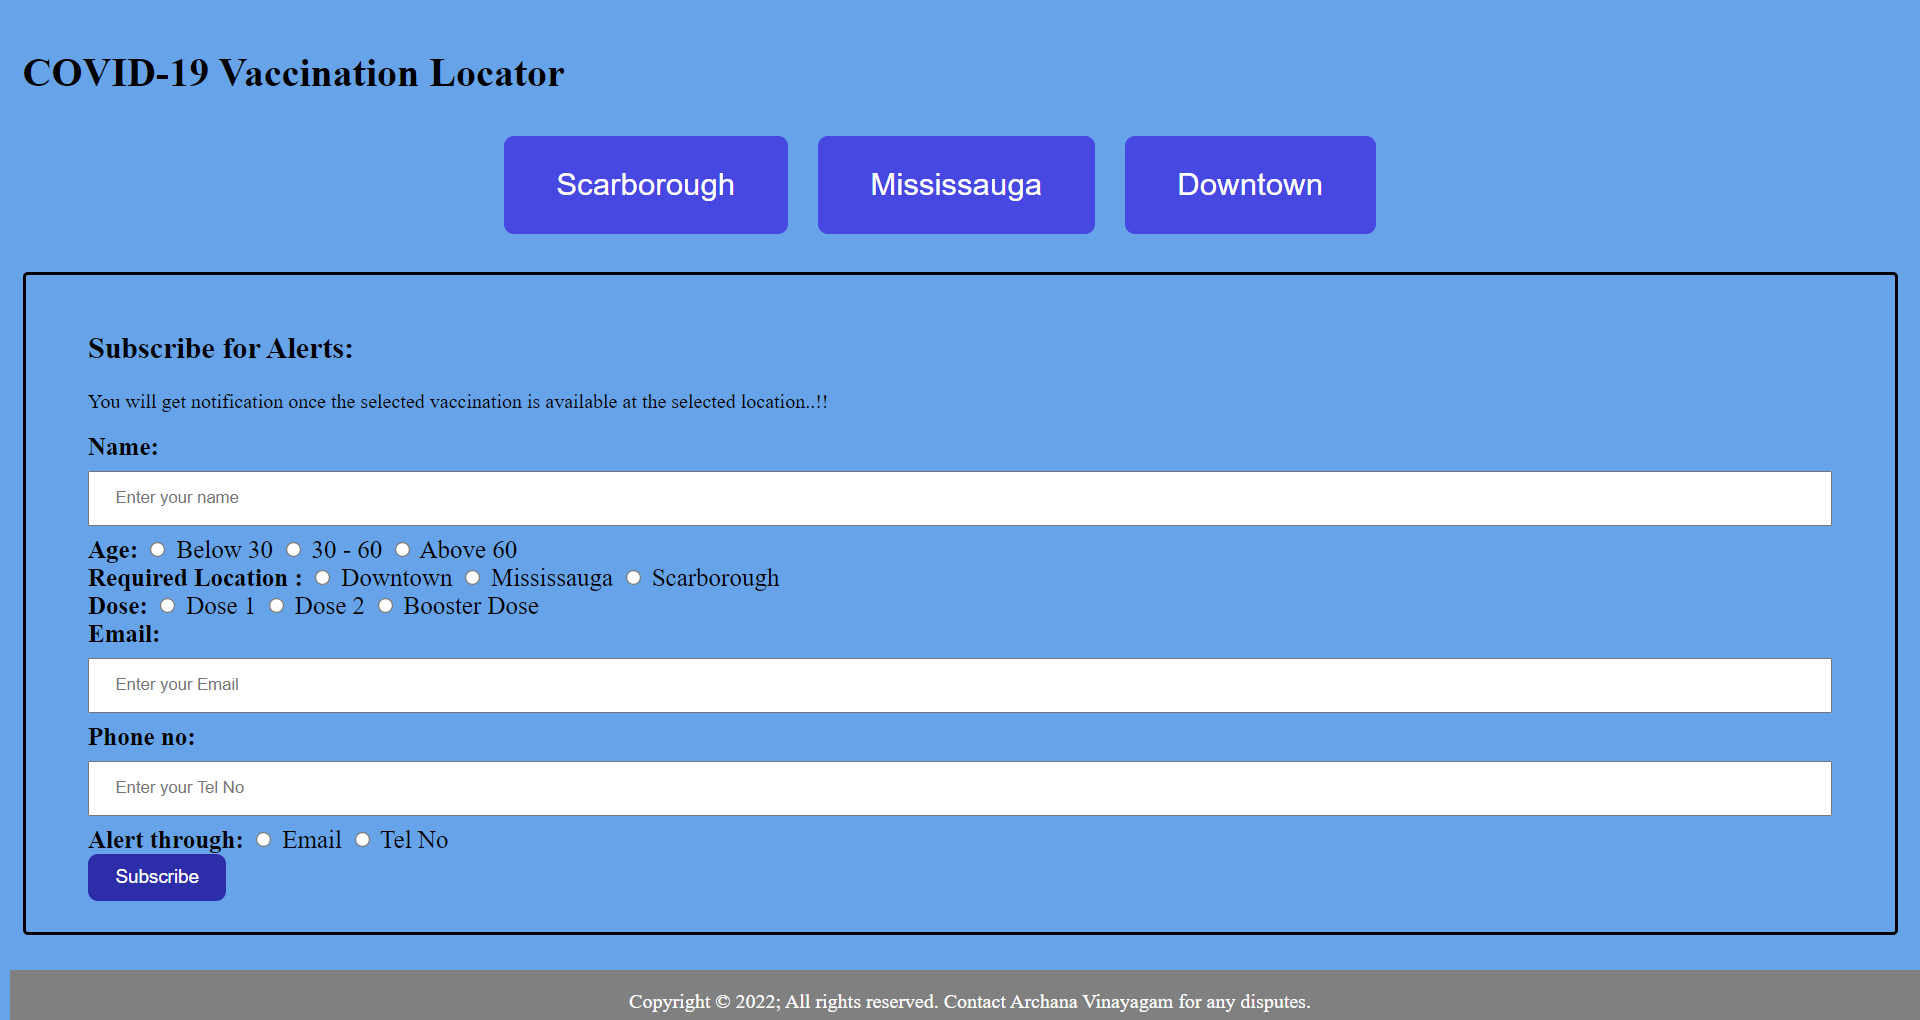 COVID-19 Vaccination Locator
Scarborough Mississauga Downtown
Subscribe for Alerts:
You will get notification once the selected vaccination is available at the selected location..!!
Name:
Enter your name
Age: Below 30 30 - 60 Above 60
Required Location : Downtown Mississauga Scarborough
Dose: Dose 1 Dose 2 Booster Dose
Email:
Enter your Email
Phone no:
Enter your Tel No
Alert through: Email Tel No
Subscribe
Copyright © 2022; All rights reserved. Contact Archana Vinayagam for any disputes.